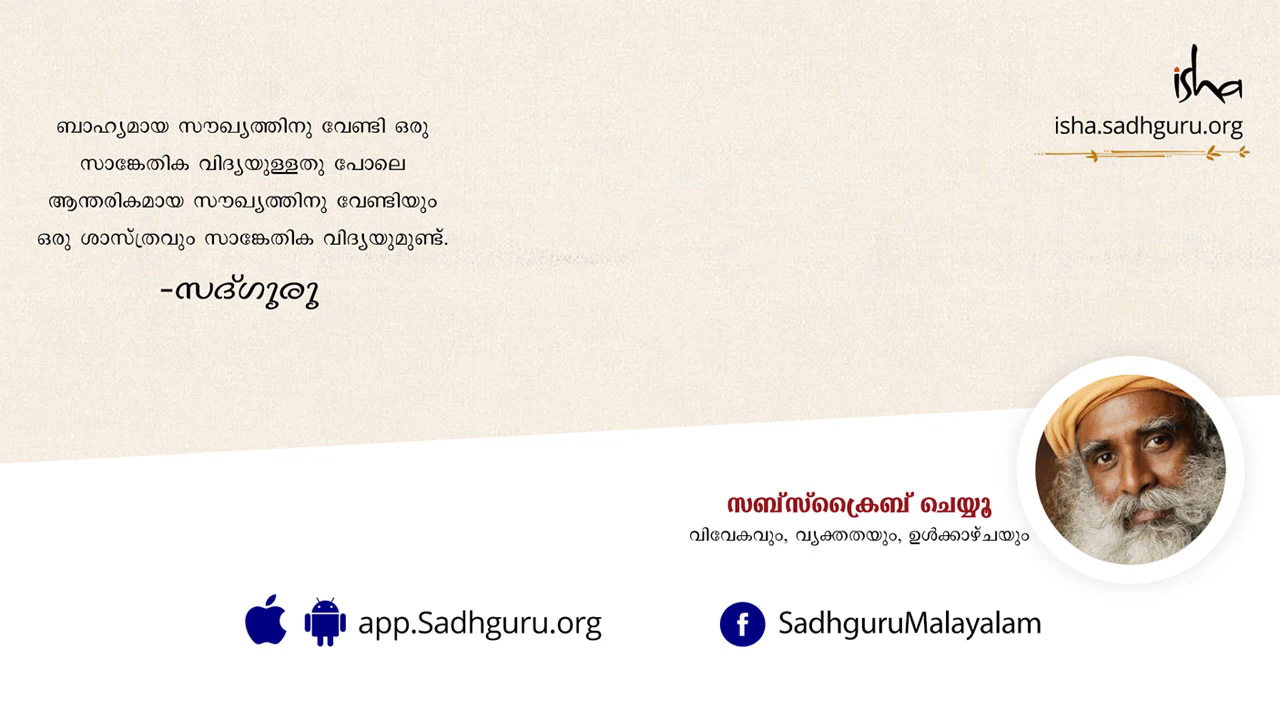 ബാഹ്യമായ സൗഖ്യത്തിനു വേണ്ടി ഒരു
സാങ്കേതിക വിദ്യയുള്ളതു പോലെ
ആന്തരികമായ സൗഖ്യത്തിനു വേണ്ടിയും
ഒരു ശാസ്ത്രവും സാങ്കേതിക വിദ്യയുമുണ്ട്.
-സദ്ഗുരു
isha
isha.sadhguru.org
സബ്സ്ക്രൈബ് ചെയ്യൂ
വിവേകവും, വ്യക്തതയും, ഉൾക്കാഴ്ചയും
app.Sadhguru.org
f SadhguruMalayalam